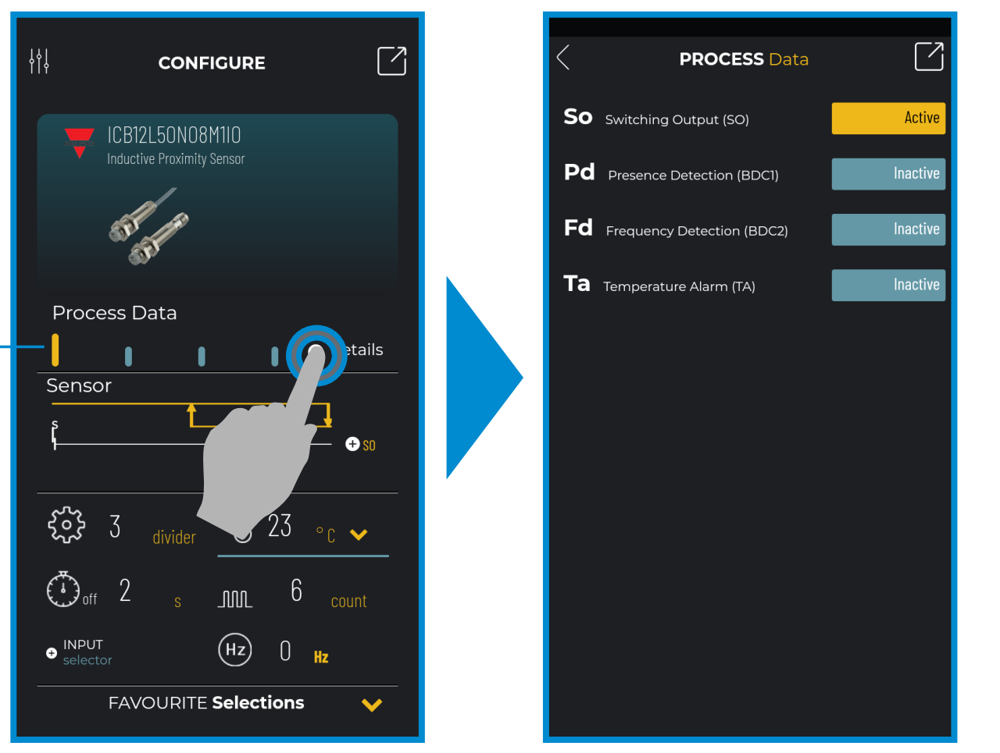 CONFIGURE
ICB12L50N08M1IO
Inductive Proximity Sensor
Process Data
etails
Sensor
s
SO
3 divider
23 °C
off 2 s
6 count
INPUT
selector
Hz 0 Hz
FAVOURITE Selections
PROCESS Data
So Switching Output (SO) Active
Pd Presence Detection (BDC1) Inactive
Fd Frequency Detection (BDC2) Inactive
Ta Temperature Alarm (TA) Inactive